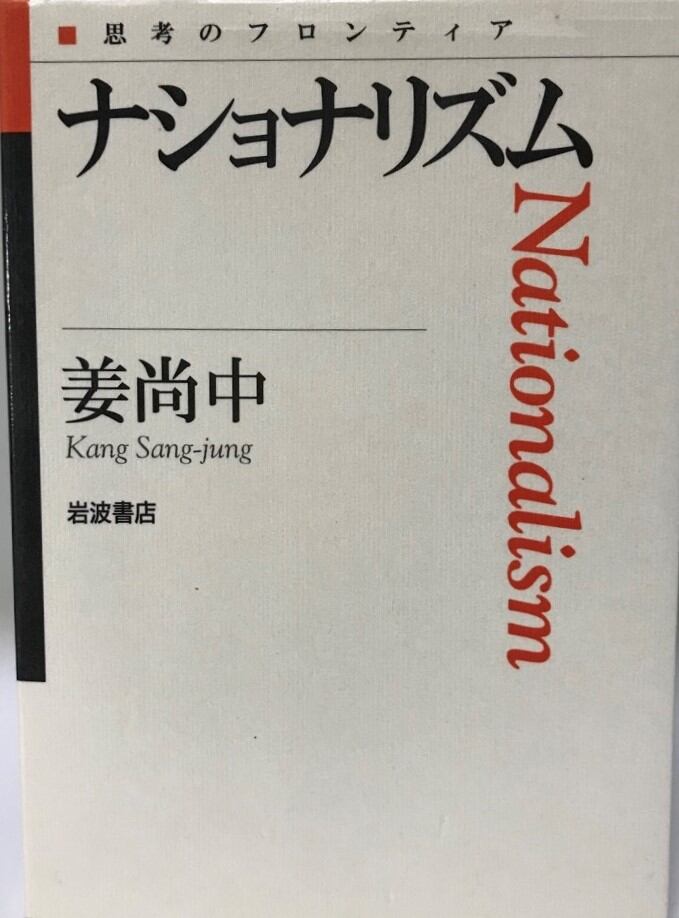 ■ 思考のフロンティア
ナショナリズム
Nationalism
姜尚中
Kang Sang-jung
岩波書店